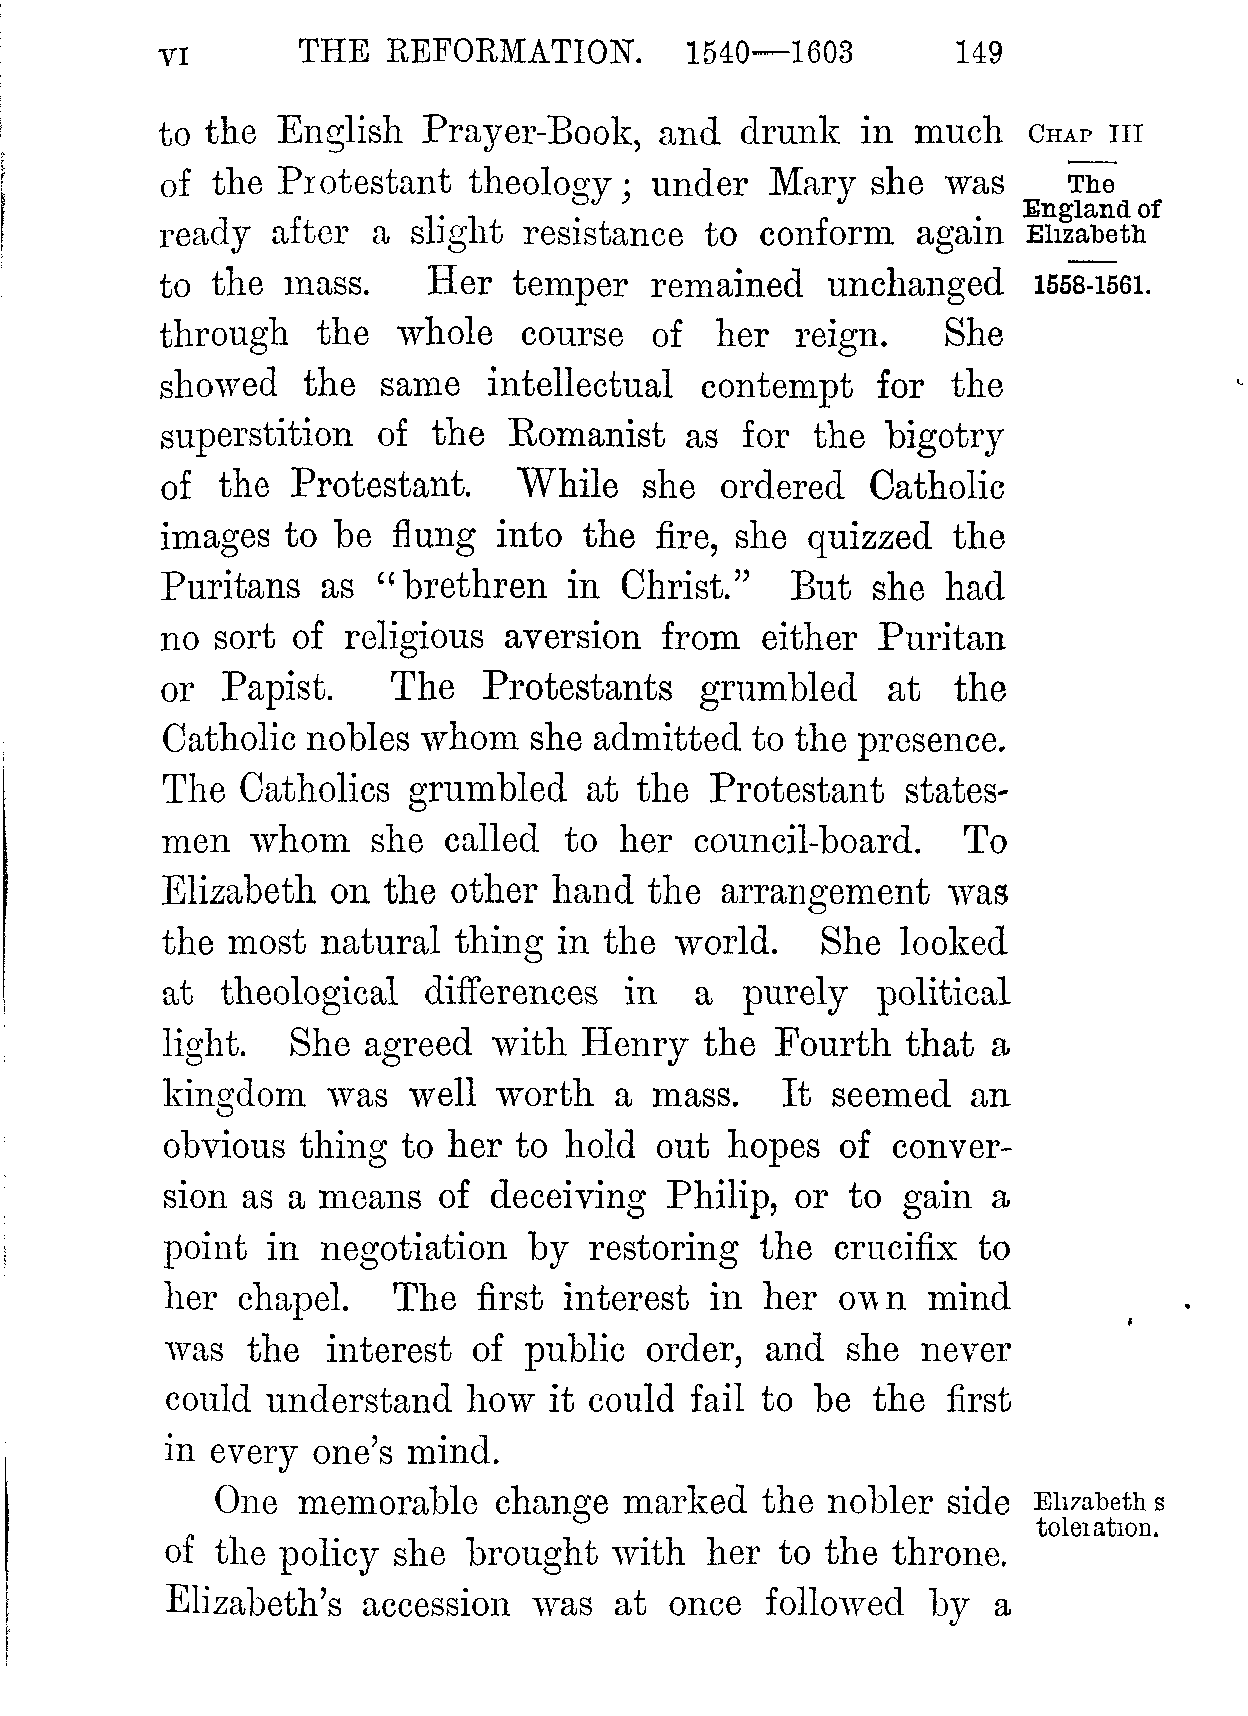 VI THE REFORMATION. 1540—1603 149
to the English Prayer-Book, and drunk in much
of the Protestant theology; under Mary she was
ready after a slight resistance to conform again
to the mass. Her temper remained unchanged
through the whole course of her reign. She
showed the same intellectual contempt for the
superstition of the Romanist as for the bigotry
of the Protestant. While she ordered Catholic
images to be flung into the fire, she quizzed the
Puritans as "brethren in Christ." But she had
no sort of religious aversion from either Puritan
or Papist. The Protestants grumbled at the
Catholic nobles whom she admitted to the presence.
The Catholics grumbled at the Protestant states-
men whom she called to her council-board. To
Elizabeth on the other hand the arrangement was
the most natural thing in the world. She looked
at theological differences in a purely political
light. She agreed with Henry the Fourth that a
kingdom was well worth a mass. It seemed an
obvious thing to her to hold out hopes of conver-
sion as a means of deceiving Philip, or to gain a
point in negotiation by restoring the crucifix to
her chapel. The first interest in her own mind
was the interest of public order, and she never
could understand how it could fail to be the first
in every one's mind.
One memorable change marked the nobler side
of the policy she brought with her to the throne.
Elizabeth's accession was at once followed by a
CHAP III
The
England of
Elizabeth
1558-1561.
Elizabeth s
toleration.